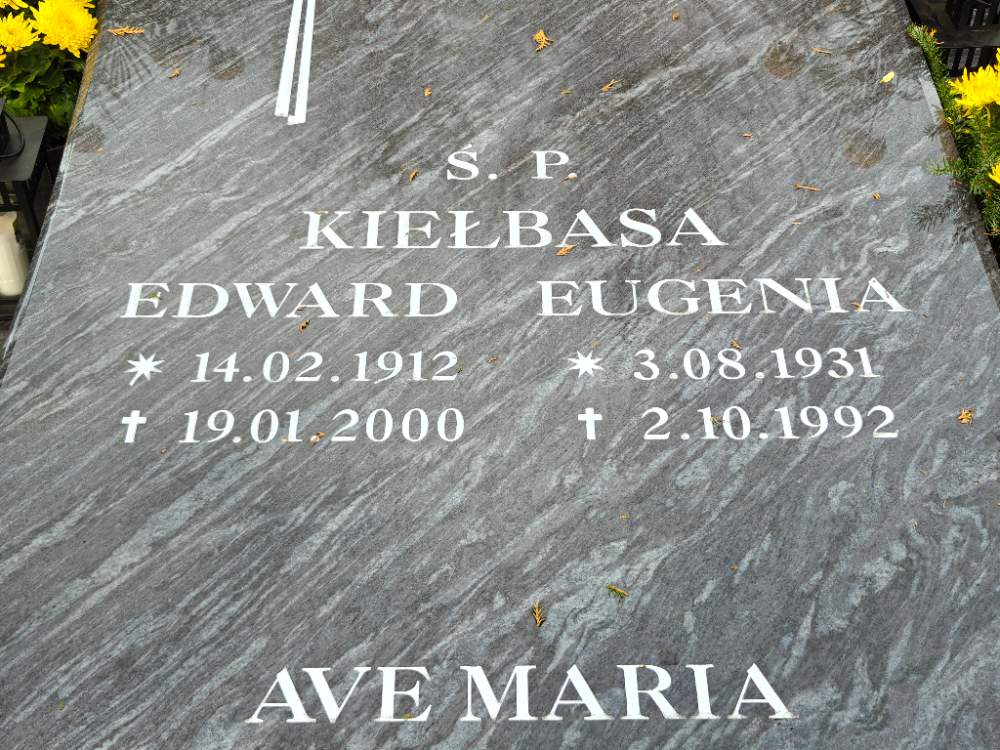 Ś. P.
KIEŁBASA
EDWARD EUGENIA
✷ 14.02.1912 ✷ 3.08.1931
✝ 19.01.2000 ✝ 2.10.1992
AVE MARIA